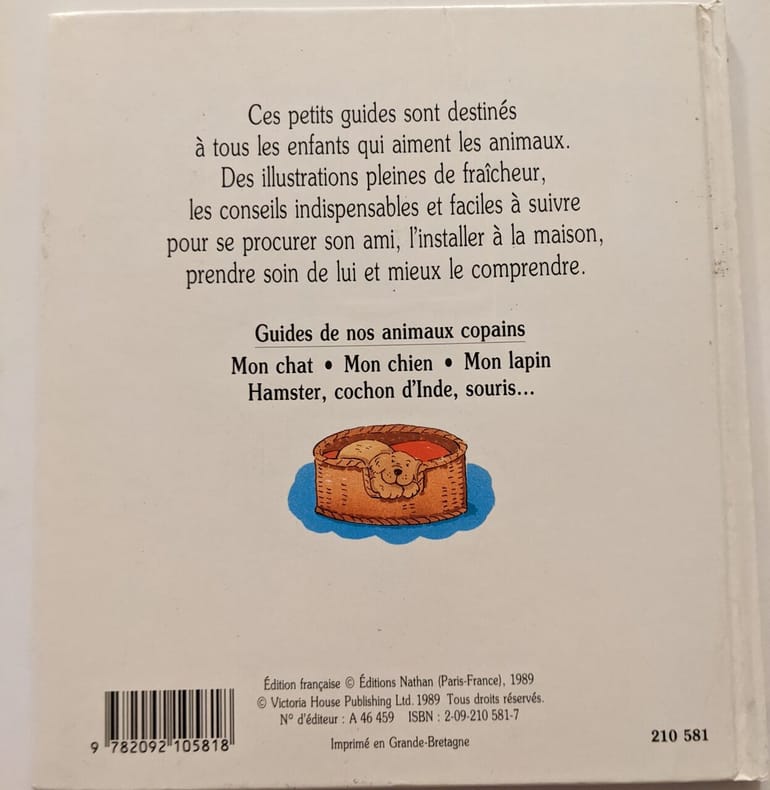 Ces petits guides sont destinés
à tous les enfants qui aiment les animaux.
Des illustrations pleines de fraîcheur,
les conseils indispensables et faciles à suivre
pour se procurer son ami, l'installer à la maison,
prendre soin de lui et mieux le comprendre.
Guides de nos animaux copains
Mon chat • Mon chien • Mon lapin
Hamster, cochon d'Inde, souris...
Édition française © Éditions Nathan (Paris-France), 1989
© Victoria House Publishing Ltd. 1989 Tous droits réservés.
N° d'éditeur : A 46 459 ISBN : 2-09-210 581-7
Imprimé en Grande-Bretagne
9 782092 105818
210 581